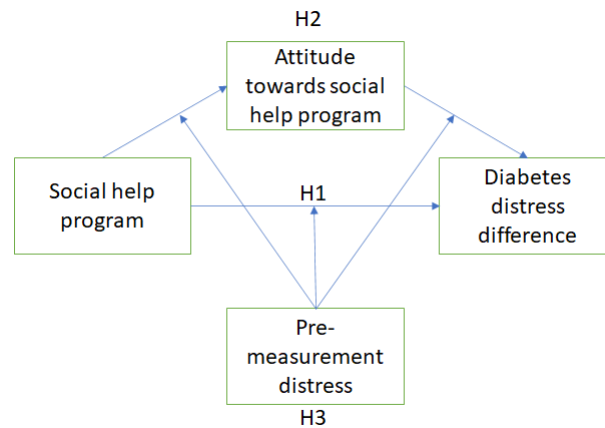 H2
Attitude
towards social
help program
Social help
program
H1
Diabetes
distress
difference
Pre-
measurement
distress
H3